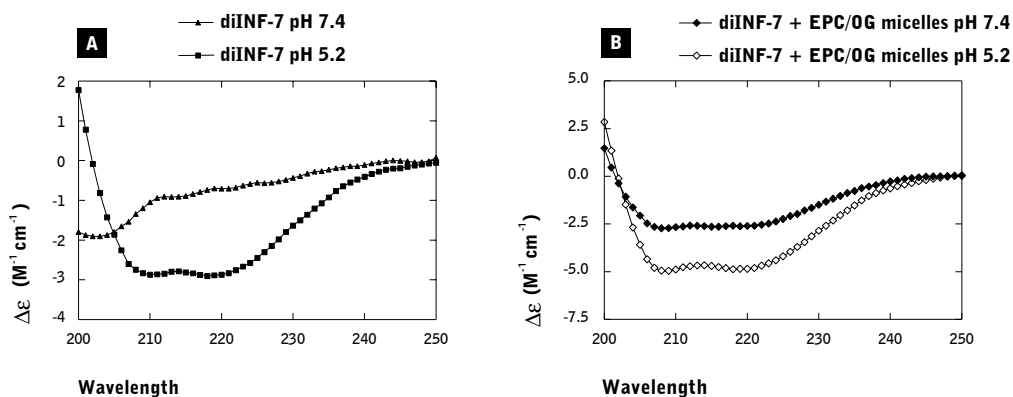 diINF-7 pH 7.4
diINF-7 pH 5.2
A
2
1
0
-1
-2
-3
-4
Δε (M⁻¹ cm⁻¹)
200 210 220 230 240 250
Wavelength
diINF-7 + EPC/OG micelles pH 7.4
diINF-7 + EPC/OG micelles pH 5.2
B
5.0
2.5
0.0
-2.5
-5.0
-7.5
Δε (M⁻¹ cm⁻¹)
200 210 220 230 240 250
Wavelength